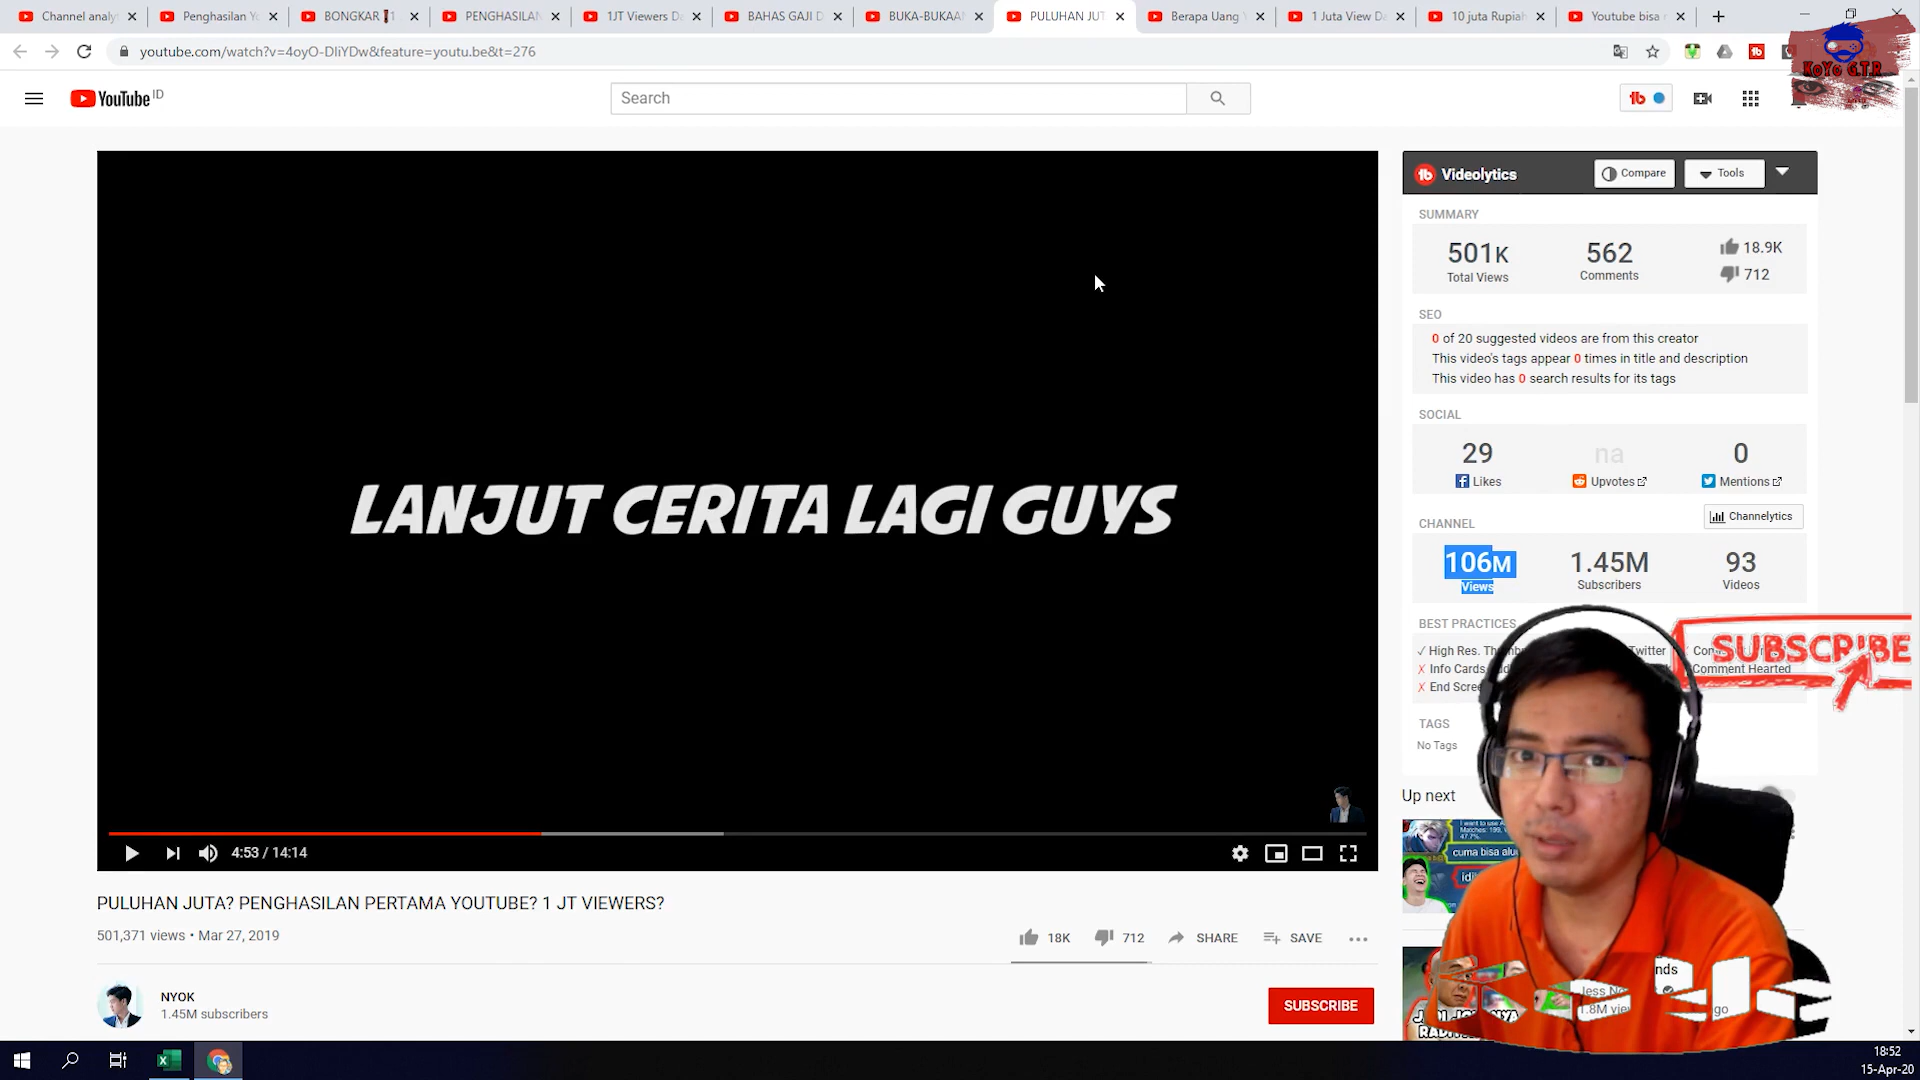 Channel analy
Penghasilan Y
BONGKAR
PENGHASILAN
1JT Viewers Da
BAHAS GAJI D
BUKA-BUKAAN
PULUHAN JUT
Berapa Uang
1 Juta View Da
10 juta Rupiah
Youtube bisa
youtube.com/watch?v=4oyO-DIiYDw&feature=youtu.be&t=276
KoYo G.T.R
YouTube ID
Search
Videolytics
Compare
Tools
SUMMARY
501K
Total Views
562
Comments
18.9K
712
SEO
0 of 20 suggested videos are from this creator
This video's tags appear 0 times in title and description
This video has 0 search results for its tags
SOCIAL
29
Likes
na
Upvotes
0
Mentions
CHANNEL
Channelytics
106M
Views
1.45M
Subscribers
93
Videos
BEST PRACTICES
High Res.
Twitter
Info Cards
Comment Hearted
TAGS
No Tags
SUBSCRIBE
LANJUT CERITA LAGI GUYS
4:53 / 14:14
PULUHAN JUTA? PENGHASILAN PERTAMA YOUTUBE? 1 JT VIEWERS?
501,371 views • Mar 27, 2019
18K
712
SHARE
SAVE
NYOK
1.45M subscribers
SUBSCRIBE
Up next
Matches: 199,
47.7%
cuma bisa
18:52
15-Apr-20